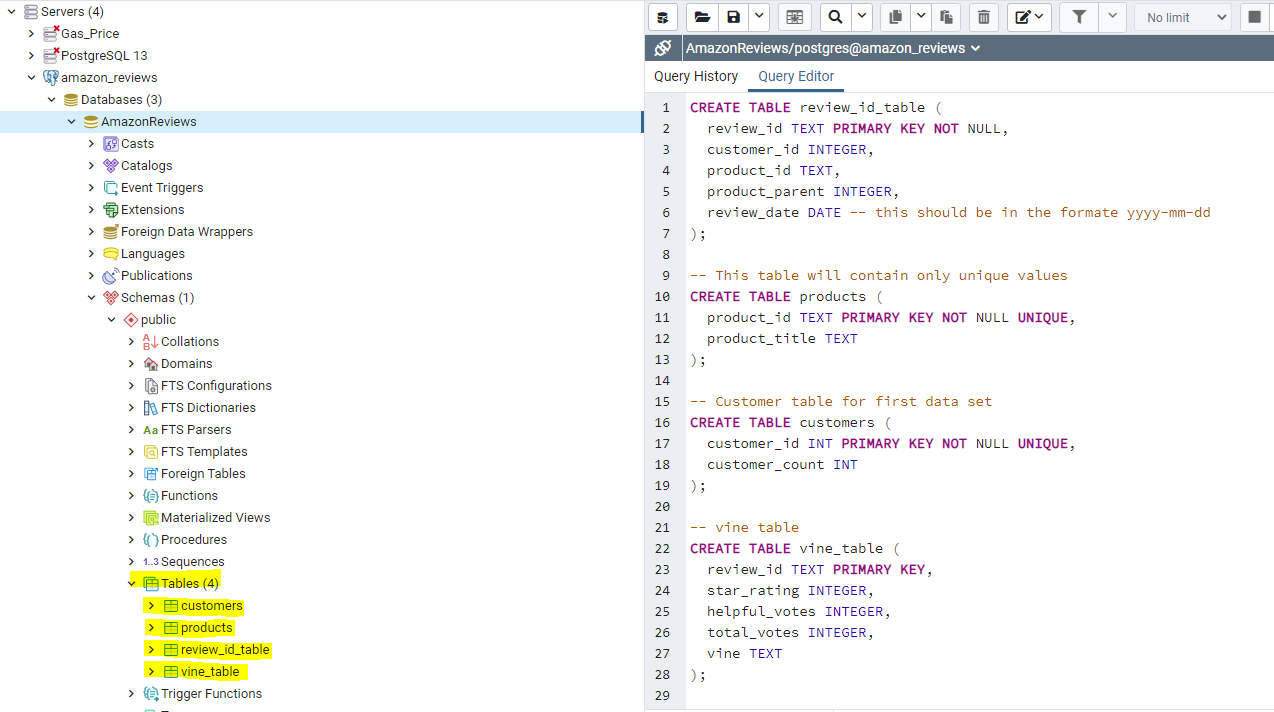 Servers (4)
Gas_Price
PostgreSQL 13
amazon_reviews
Databases (3)
AmazonReviews
Casts
Catalogs
Event Triggers
Extensions
Foreign Data Wrappers
Languages
Publications
Schemas (1)
public
Collations
Domains
FTS Configurations
FTS Dictionaries
Aa FTS Parsers
FTS Templates
Foreign Tables
Functions
Materialized Views
Procedures
1..3 Sequences
Tables (4)
customers
products
review_id_table
vine_table
Trigger Functions
No limit
AmazonReviews/postgres@amazon_reviews
Query History Query Editor
1 CREATE TABLE review_id_table (
2 review_id TEXT PRIMARY KEY NOT NULL,
3 customer_id INTEGER,
4 product_id TEXT,
5 product_parent INTEGER,
6 review_date DATE -- this should be in the formate yyyy-mm-dd
7 );
8
9 -- This table will contain only unique values
10 CREATE TABLE products (
11 product_id TEXT PRIMARY KEY NOT NULL UNIQUE,
12 product_title TEXT
13 );
14
15 -- Customer table for first data set
16 CREATE TABLE customers (
17 customer_id INT PRIMARY KEY NOT NULL UNIQUE,
18 customer_count INT
19 );
20
21 -- vine table
22 CREATE TABLE vine_table (
23 review_id TEXT PRIMARY KEY,
24 star_rating INTEGER,
25 helpful_votes INTEGER,
26 total_votes INTEGER,
27 vine TEXT
28 );
29